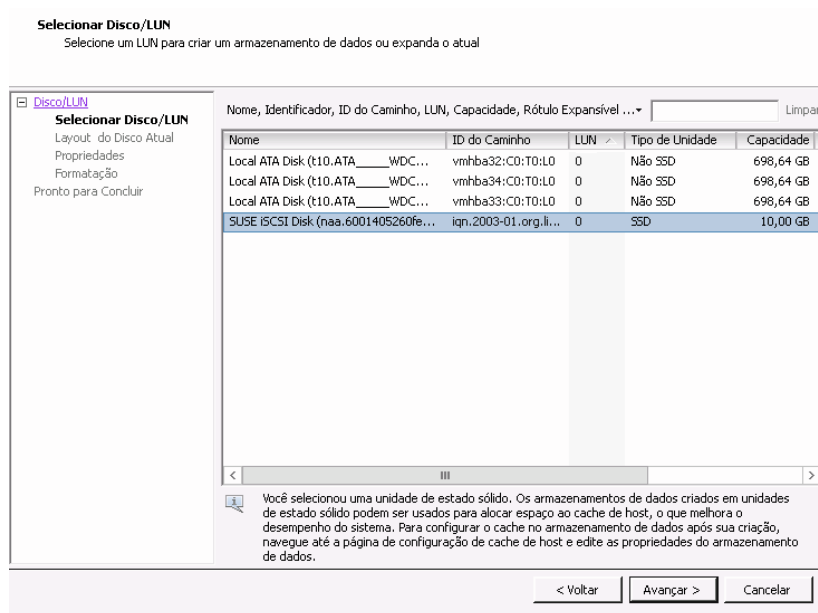 Selecionar Disco/LUN
Selecione um LUN para criar um armazenamento de dados ou expanda o atual
Disco/LUN
Selecionar Disco/LUN
Layout do Disco Atual
Propriedades
Formatação
Pronto para Concluir
Nome, Identificador, ID do Caminho, LUN, Capacidade, Rótulo Expansível ... Limpar
Nome ID do Caminho LUN Tipo de Unidade Capacidade
Local ATA Disk (t10.ATA_____WDC... vmhba32:C0:T0:L0 0 Não SSD 698,64 GB
Local ATA Disk (t10.ATA_____WDC... vmhba34:C0:T0:L0 0 Não SSD 698,64 GB
Local ATA Disk (t10.ATA_____WDC... vmhba33:C0:T0:L0 0 Não SSD 698,64 GB
SUSE iSCSI Disk (naa.6001405260fe... iqn.2003-01.org.li... 0 SSD 10,00 GB
Você selecionou uma unidade de estado sólido. Os armazenamentos de dados criados em unidades
de estado sólido podem ser usados para alocar espaço ao cache de host, o que melhora o
desempenho do sistema. Para configurar o cache no armazenamento de dados após sua criação,
navegue até a página de configuração de cache de host e edite as propriedades do armazenamento
de dados.
< Voltar Avançar > Cancelar